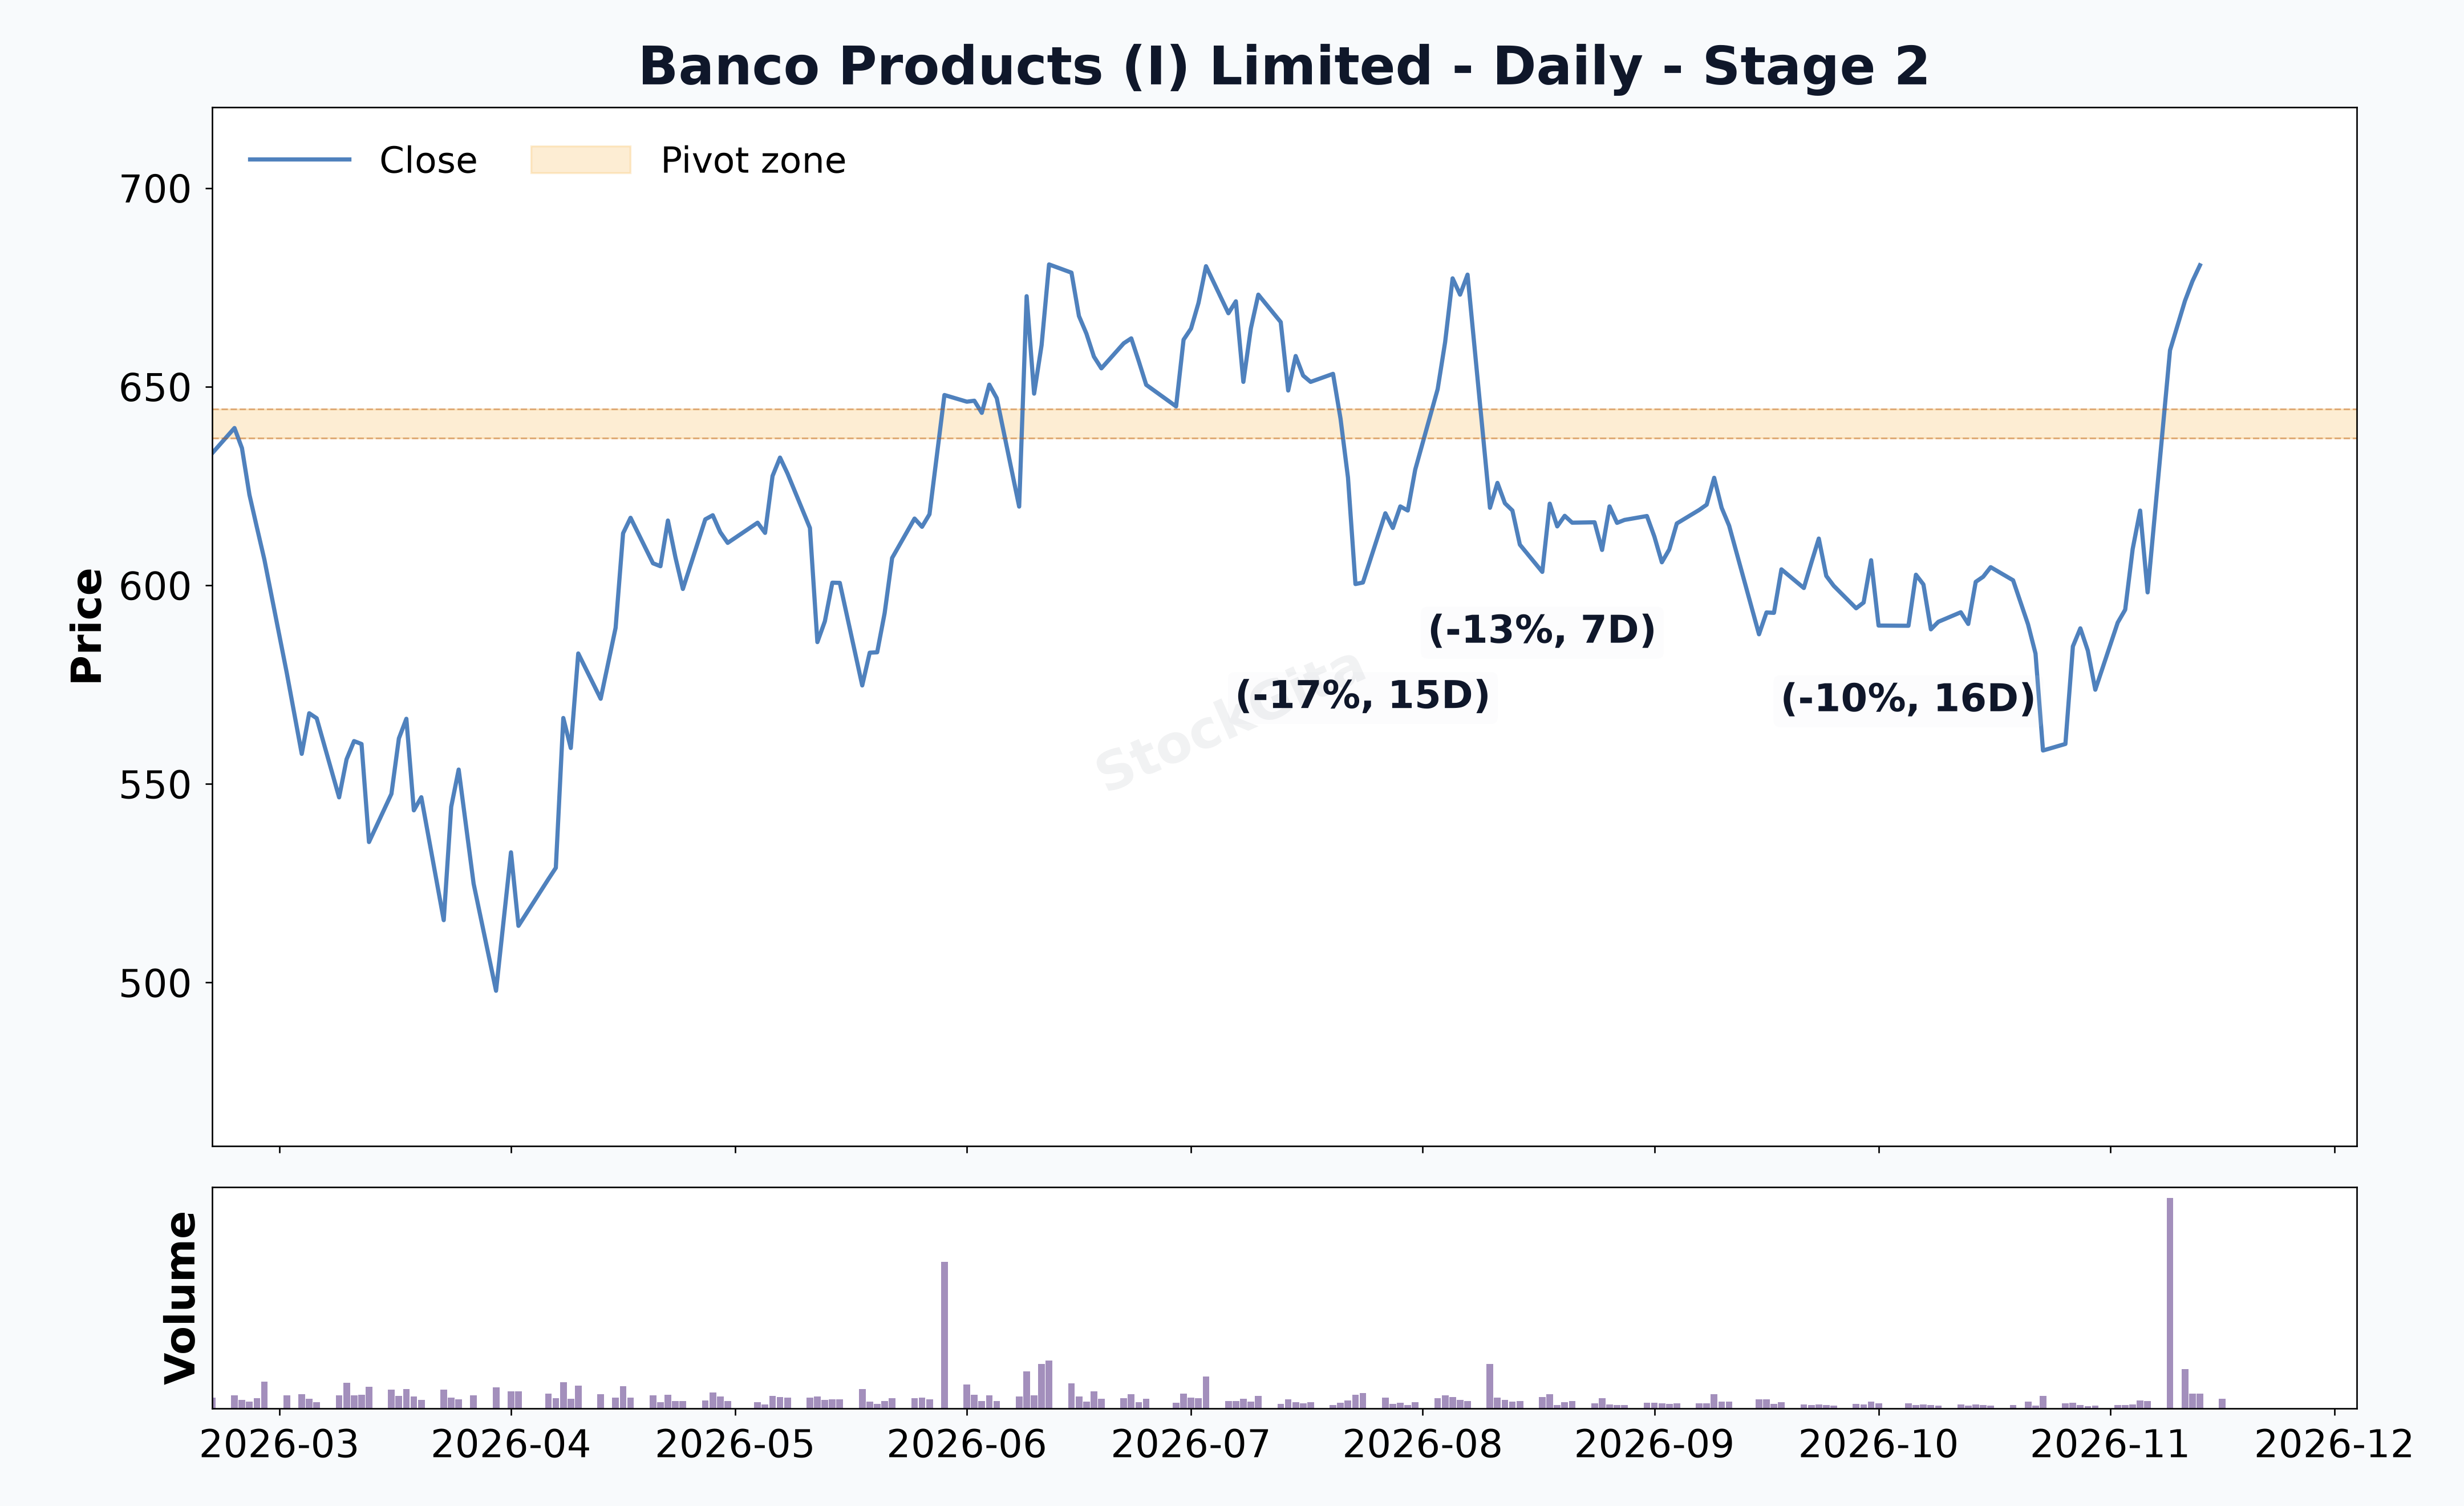 Banco Products (I) Limited - Daily - Stage 2
Close
Pivot zone
Price
700
650
600
550
500
(-13%, 7D)
(-17%, 15D)
(-10%, 16D)
StockGita
Volume
2026-03
2026-04
2026-05
2026-06
2026-07
2026-08
2026-09
2026-10
2026-11
2026-12